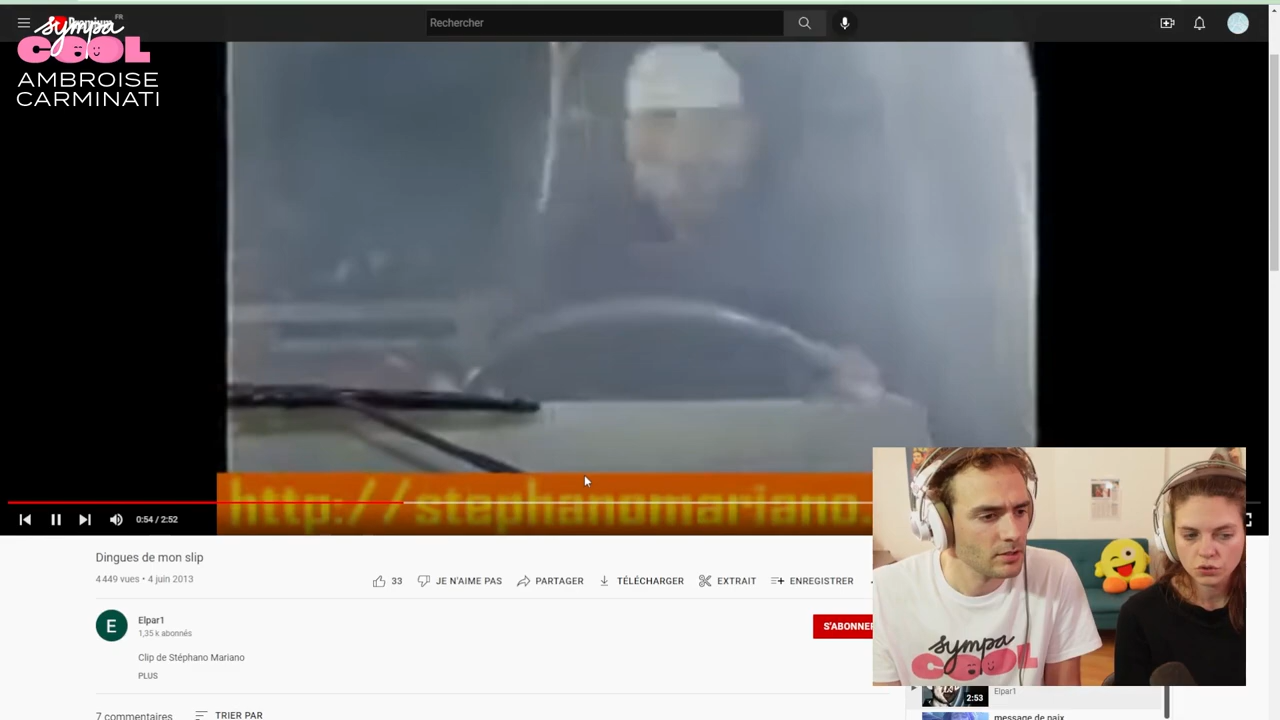 Premium FR
Rechercher
sympa
COOL
AMBROISE
CARMINATI
http://stephanomariano.
0:54 / 2:52
Dingues de mon slip
4 449 vues • 4 juin 2013
33
JE N'AIME PAS
PARTAGER
TÉLÉCHARGER
EXTRAIT
ENREGISTRER
E
Elpar1
1,35 k abonnés
S'ABONNER
Clip de Stéphano Mariano
PLUS
7 commentaires
TRIER PAR
sympa
COOL
Elpar1
2:53
message de paix